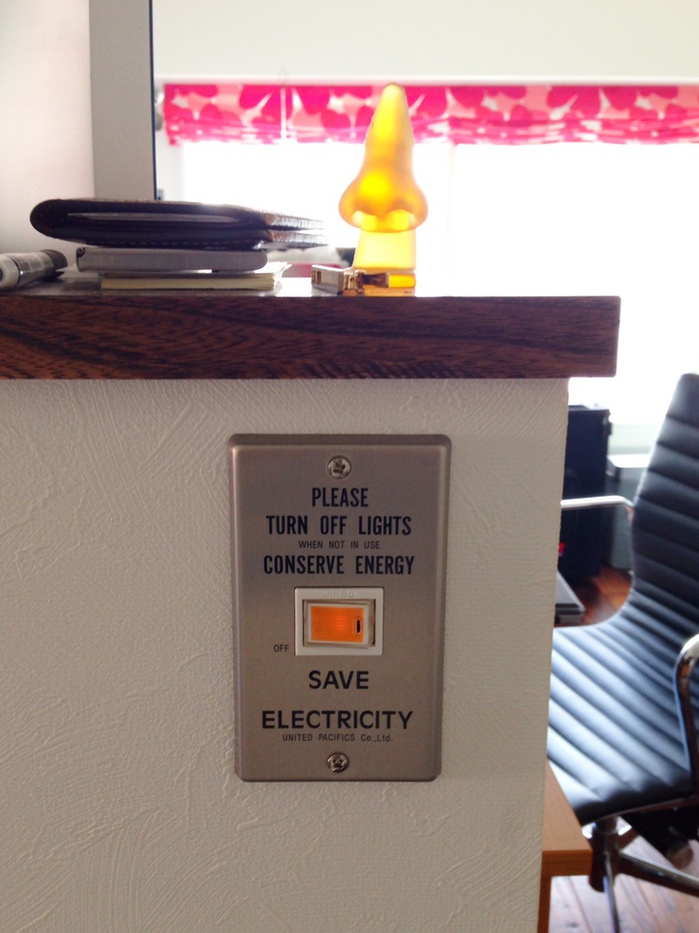 PLEASE
TURN OFF LIGHTS
WHEN NOT IN USE
CONSERVE ENERGY
OFF
SAVE
ELECTRICITY
UNITED PACIFICS Co.,Ltd.